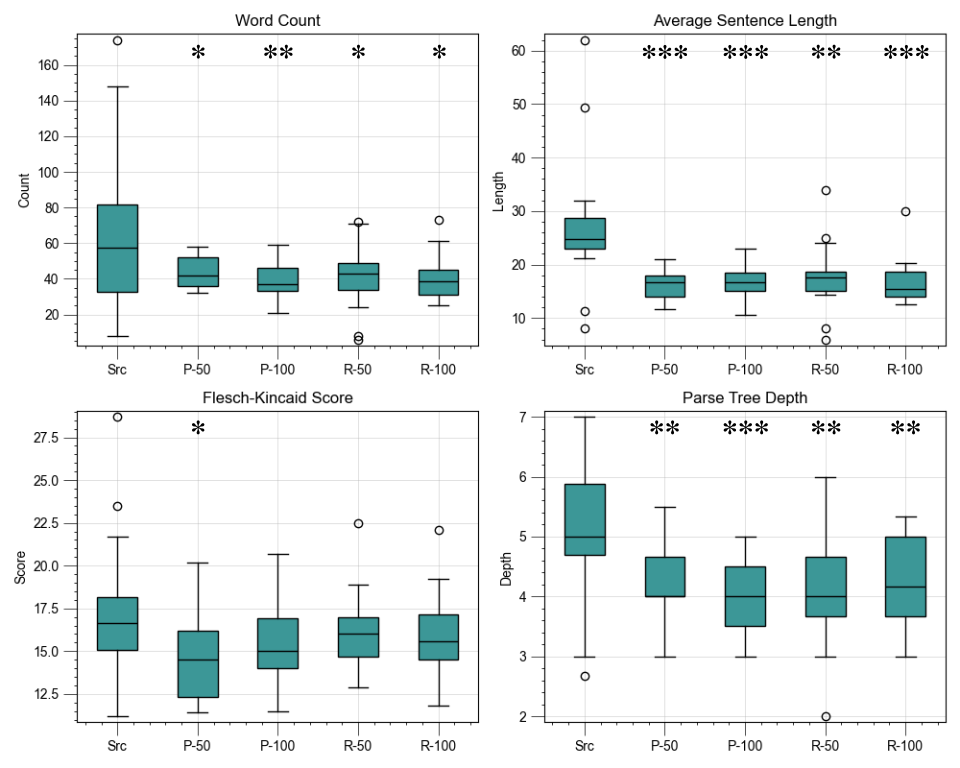 Word Count
* ** * *
Count
160
140
120
100
80
60
40
20
Src P-50 P-100 R-50 R-100
Average Sentence Length
*** *** ** ***
Length
60
50
40
30
20
10
Src P-50 P-100 R-50 R-100
Flesch-Kincaid Score
*
Score
27.5
25.0
22.5
20.0
17.5
15.0
12.5
Src P-50 P-100 R-50 R-100
Parse Tree Depth
** *** ** **
Depth
7
6
5
4
3
2
Src P-50 P-100 R-50 R-100